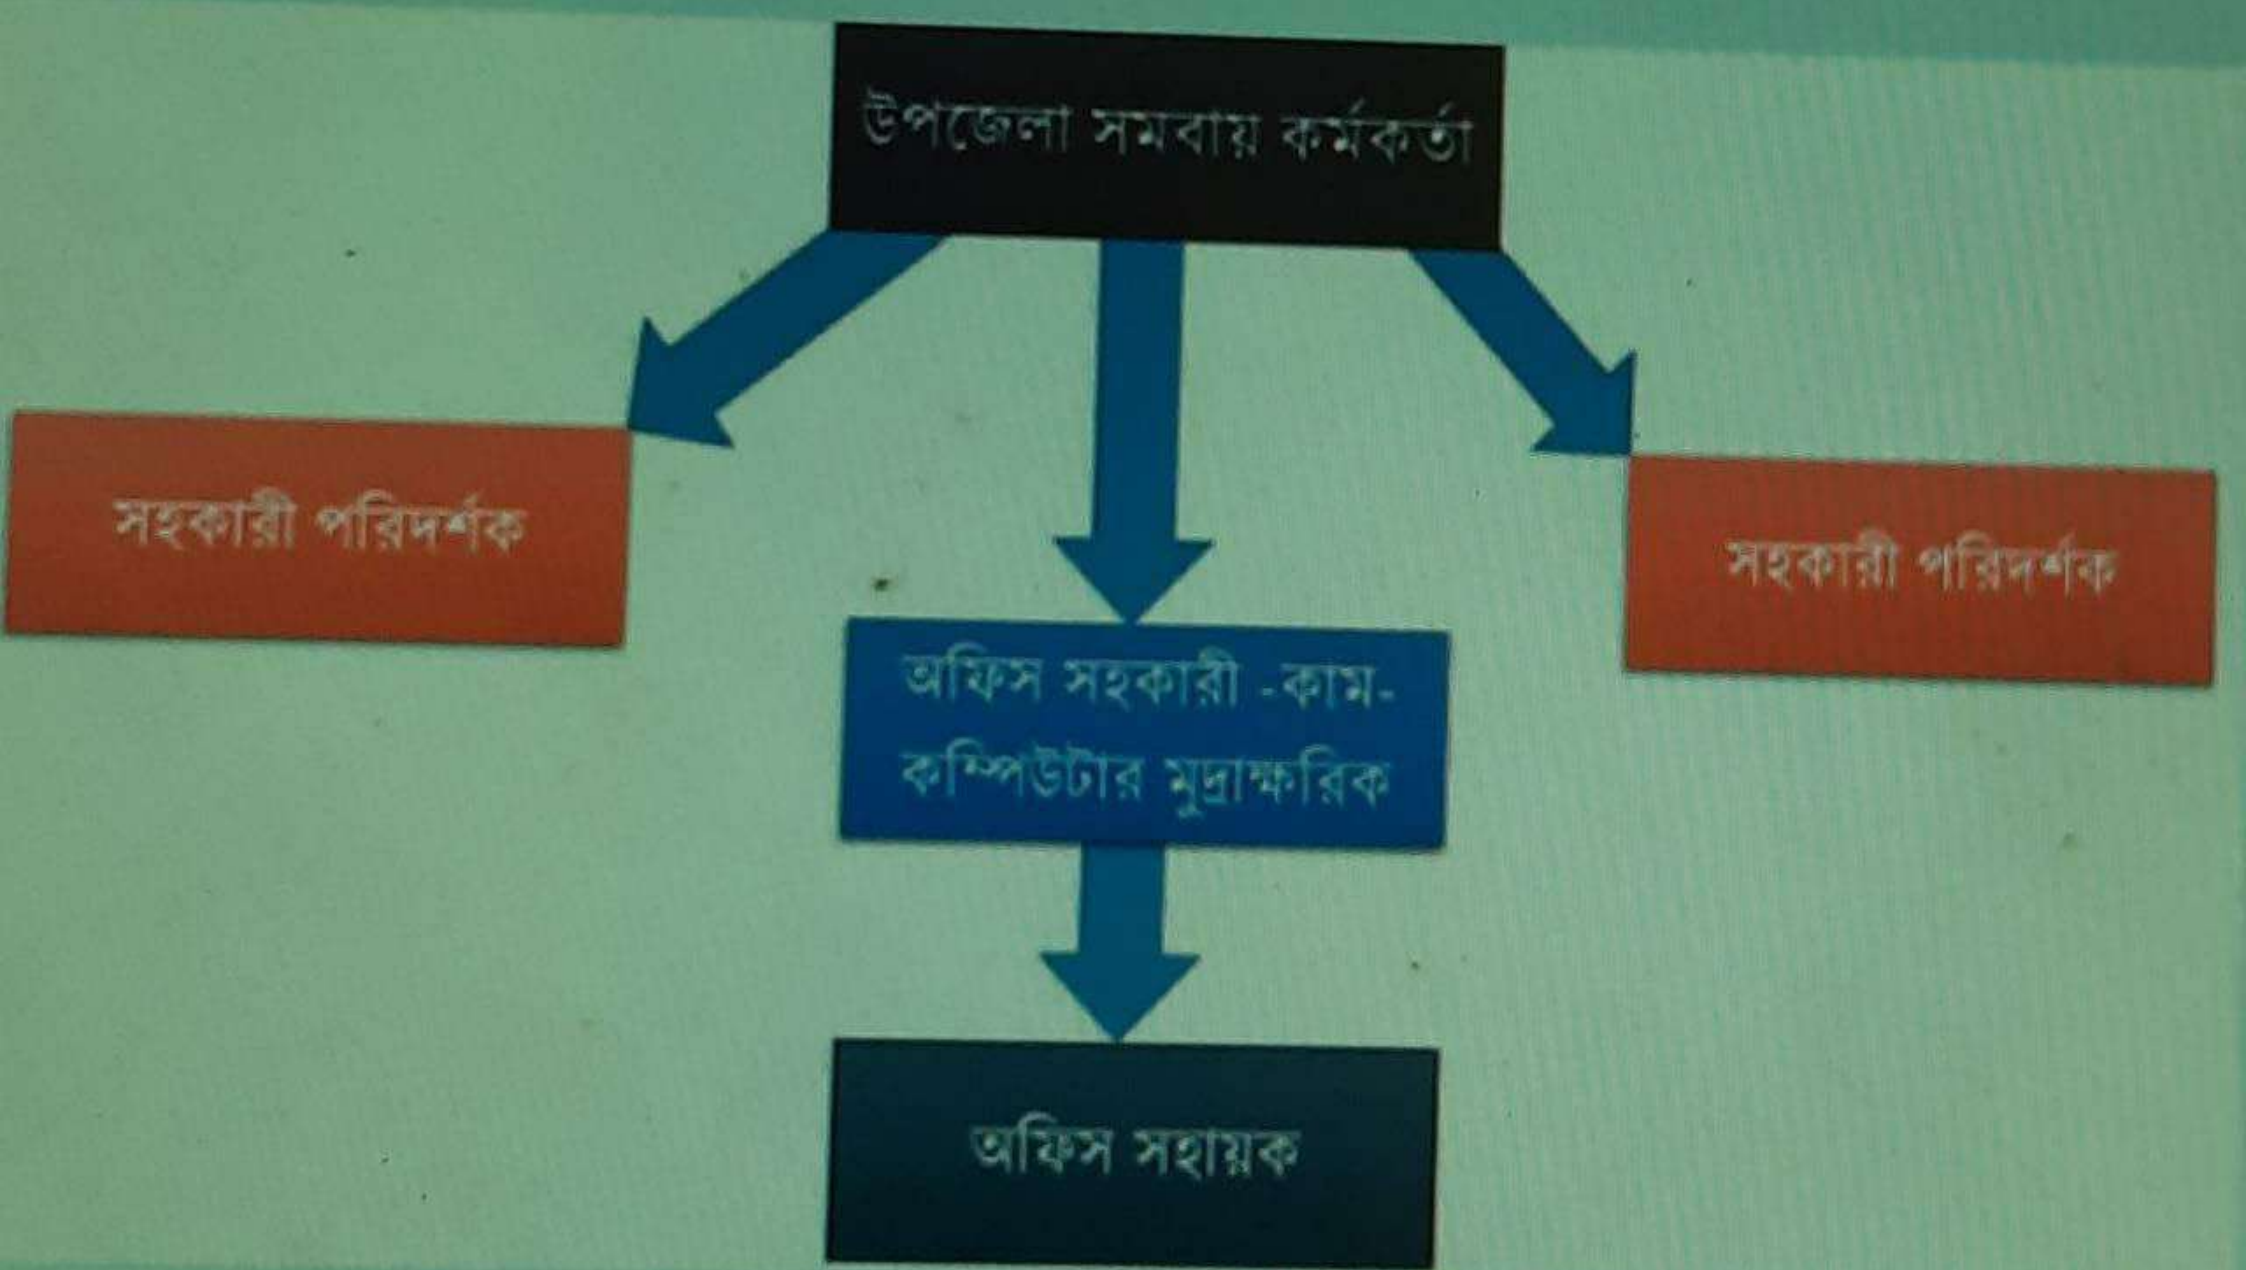 উপজেলা সমবায় কর্মকর্তা
সহকারী পরিদর্শক
সহকারী পরিদর্শক
অফিস সহকারী -কাম-
কম্পিউটার মুদ্রাক্ষরিক
অফিস সহায়ক